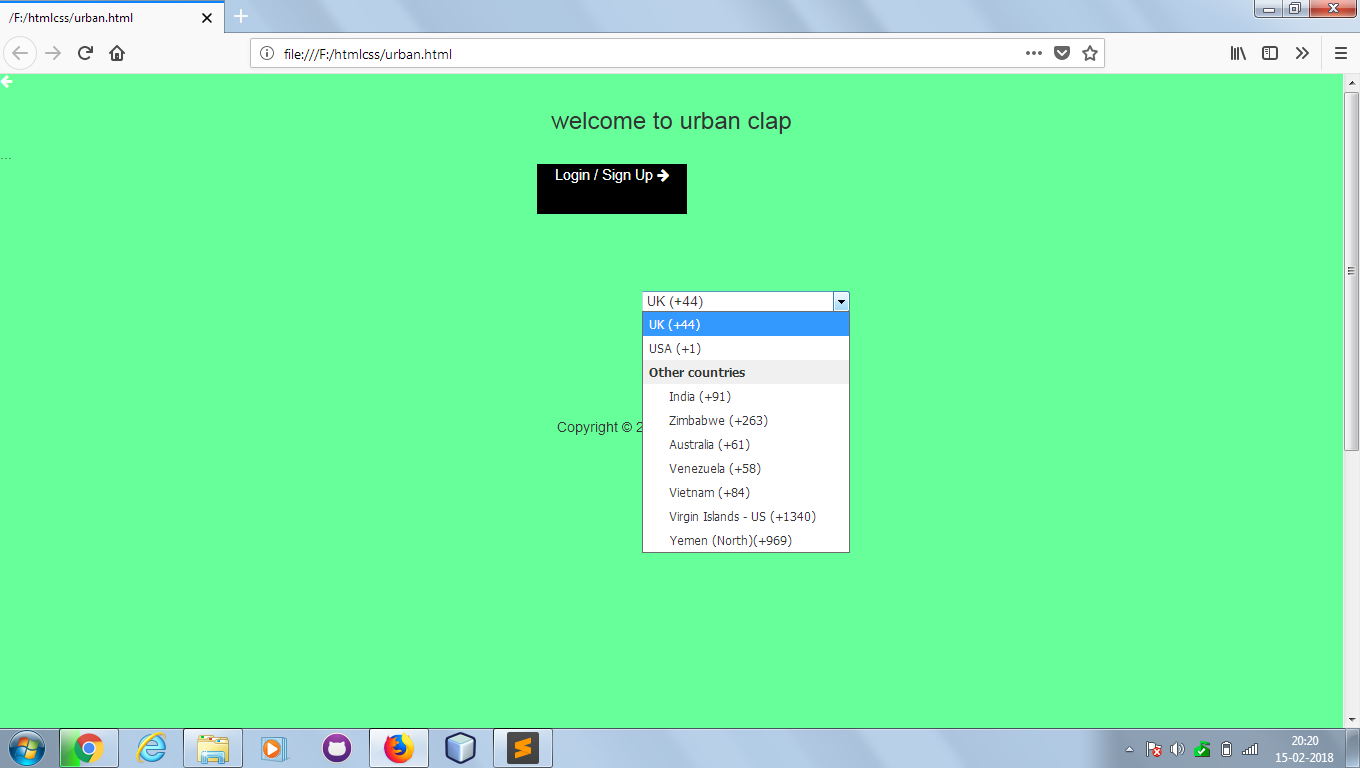 /F:/htmlcss/urban.html
file:///F:/htmlcss/urban.html
welcome to urban clap
...
Login / Sign Up
UK (+44)
UK (+44)
USA (+1)
Other countries
India (+91)
Zimbabwe (+263)
Copyright © 2
Australia (+61)
Venezuela (+58)
Vietnam (+84)
Virgin Islands - US (+1340)
Yemen (North)(+969)
20:20
15-02-2018